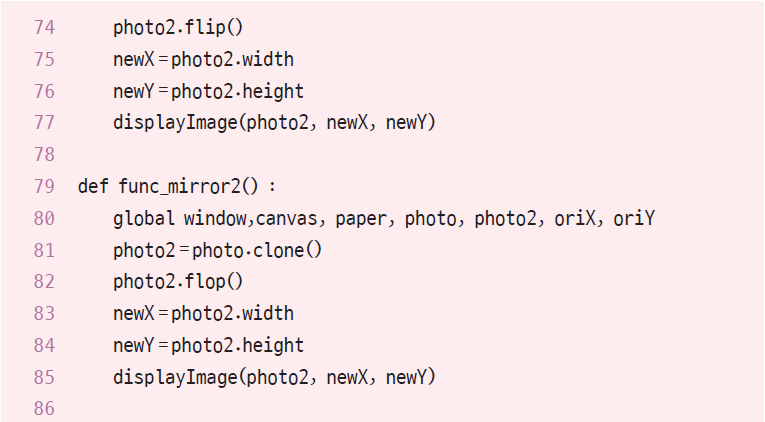 74 photo2.flip()
75 newX=photo2.width
76 newY=photo2.height
77 displayImage(photo2, newX, newY)
78
79 def func_mirror2() :
80 global window,canvas, paper, photo, photo2, oriX, oriY
81 photo2=photo.clone()
82 photo2.flop()
83 newX=photo2.width
84 newY=photo2.height
85 displayImage(photo2, newX, newY)
86